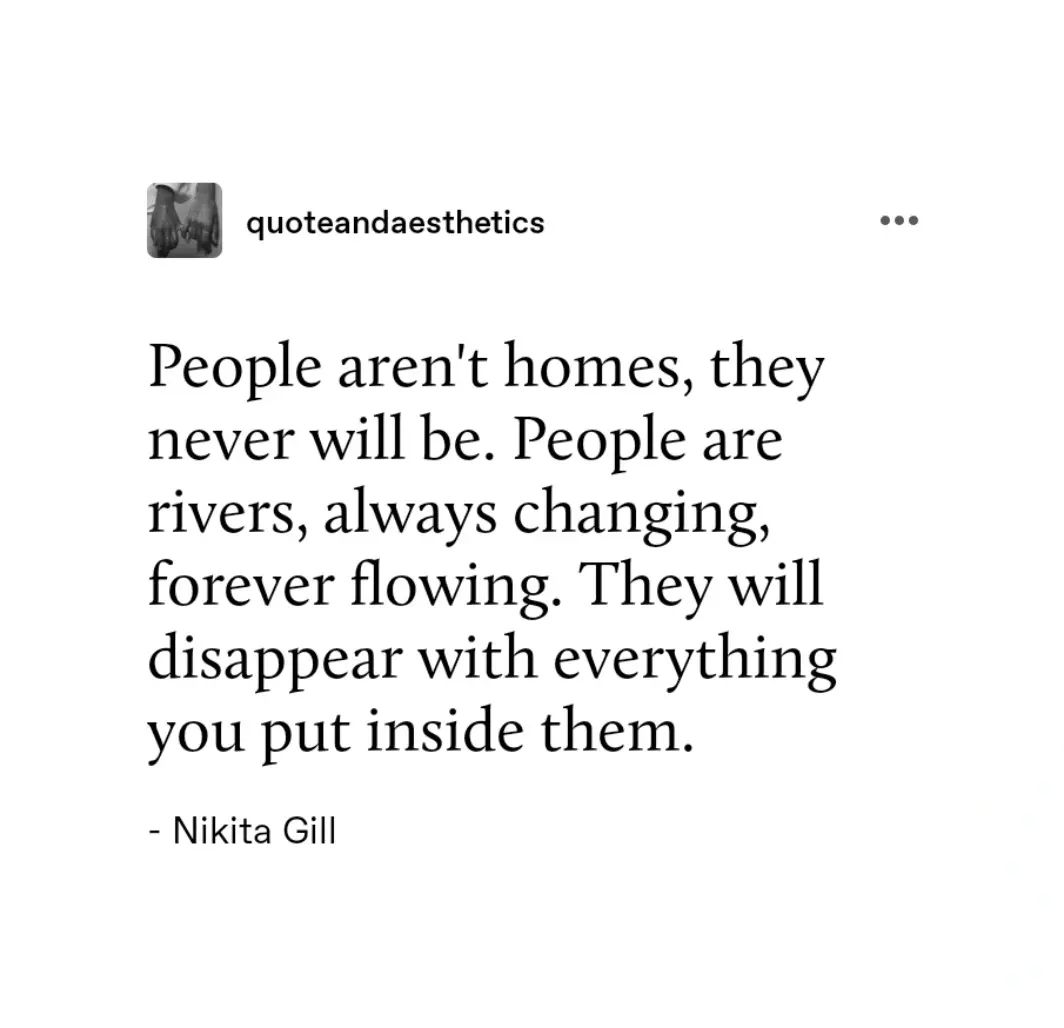 quoteandaesthetics
People aren't homes, they
never will be. People are
rivers, always changing,
forever flowing. They will
disappear with everything
you put inside them.
- Nikita Gill